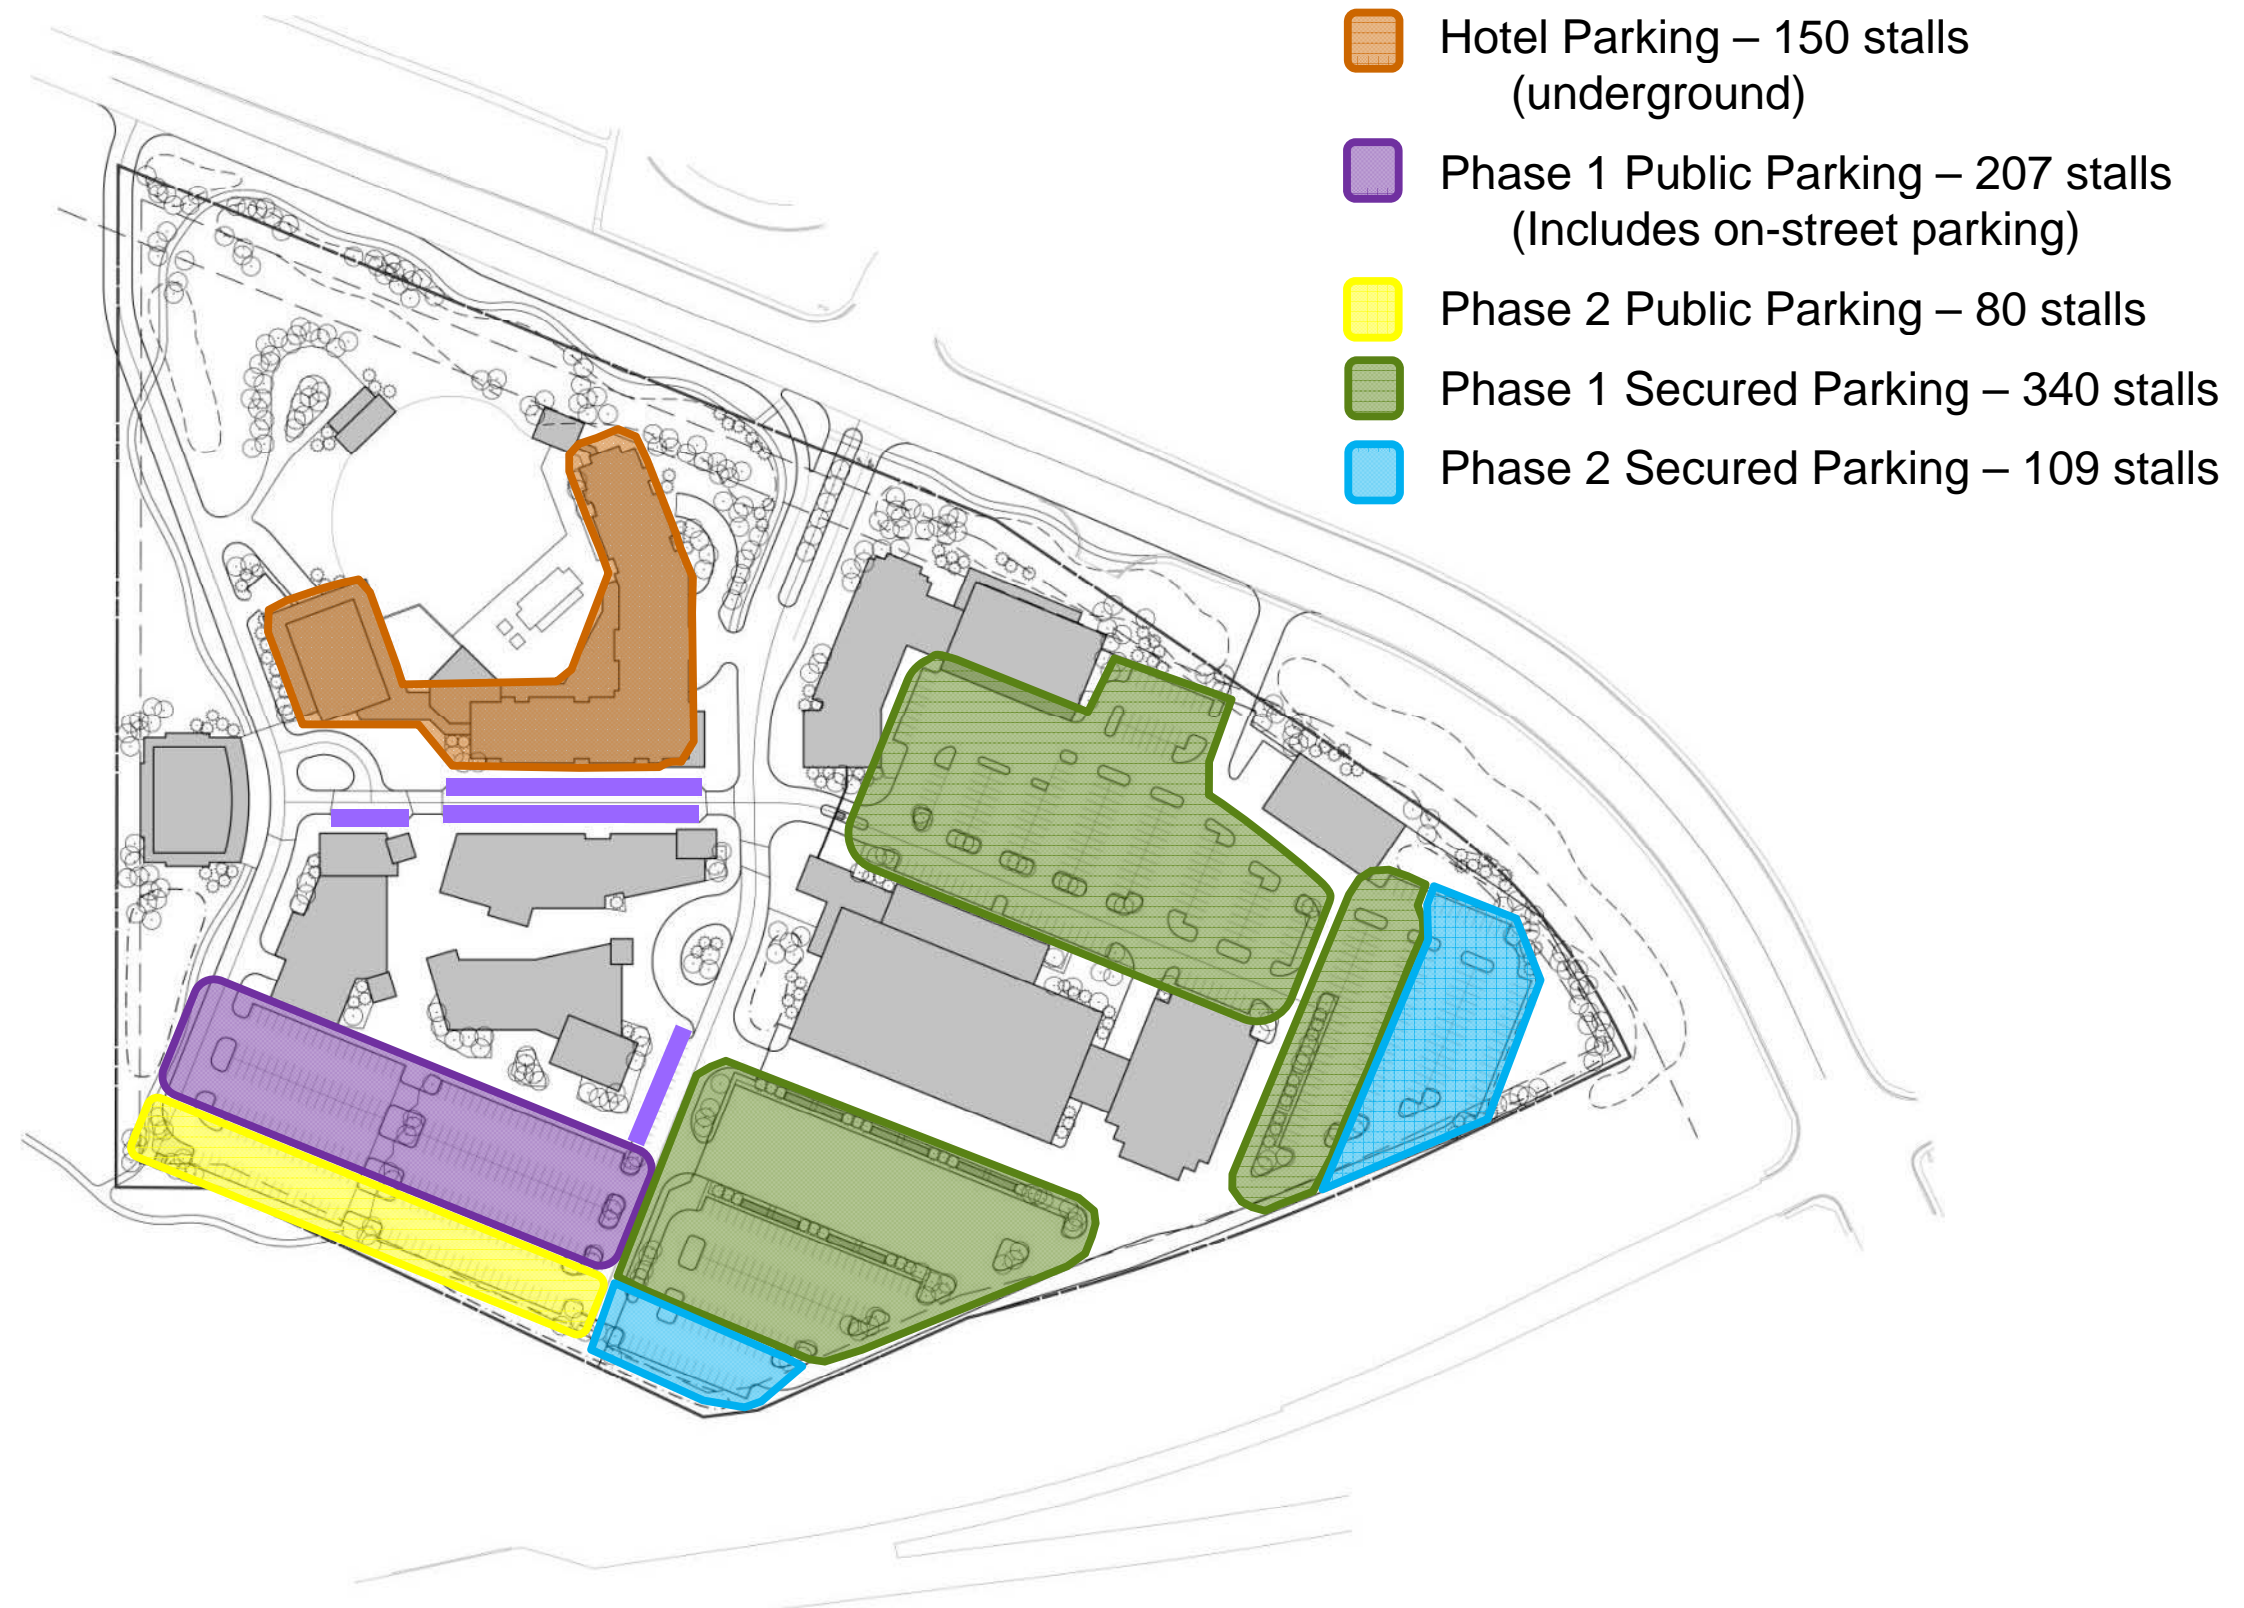 Hotel Parking – 150 stalls
(underground)
Phase 1 Public Parking – 207 stalls
(Includes on-street parking)
Phase 2 Public Parking – 80 stalls
Phase 1 Secured Parking – 340 stalls
Phase 2 Secured Parking – 109 stalls